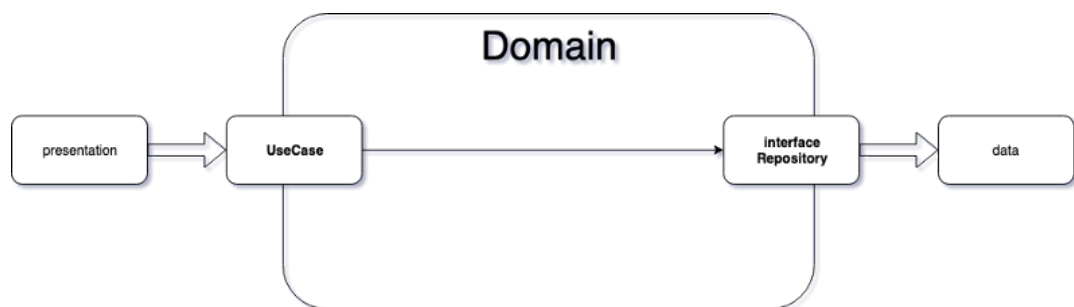 Domain
presentation
UseCase
interface
Repository
data